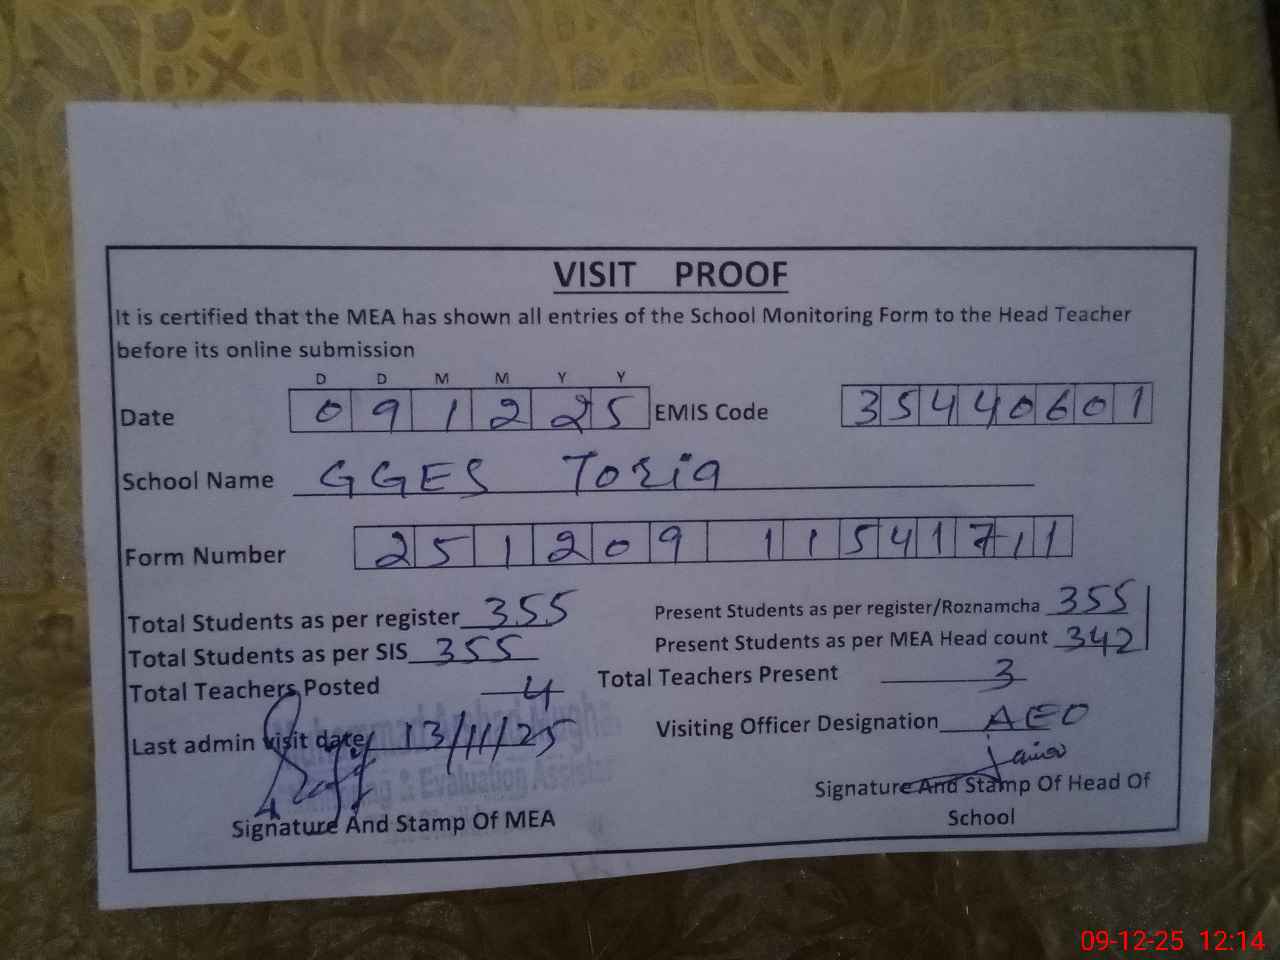 VISIT PROOF
It is certified that the MEA has shown all entries of the School Monitoring Form to the Head Teacher
before its online submission
D D M M Y Y
Date 0 9 1 2 2 5 EMIS Code 3 5 4 4 0 6 0 1
School Name GGES Toria
Form Number 2 5 1 2 0 9 1 1 5 4 1 7 1 1
Total Students as per register 355 Present Students as per register/Roznamcha 355
Total Students as per SIS 355 Present Students as per MEA Head count 342
Total Teachers Posted 4 Total Teachers Present 3
Last admin visit date 13/11/25 Visiting Officer Designation AEO
& Evaluation
Signature And Stamp Of MEA
Signature And Stamp Of Head Of
School
09-12-25 12:14